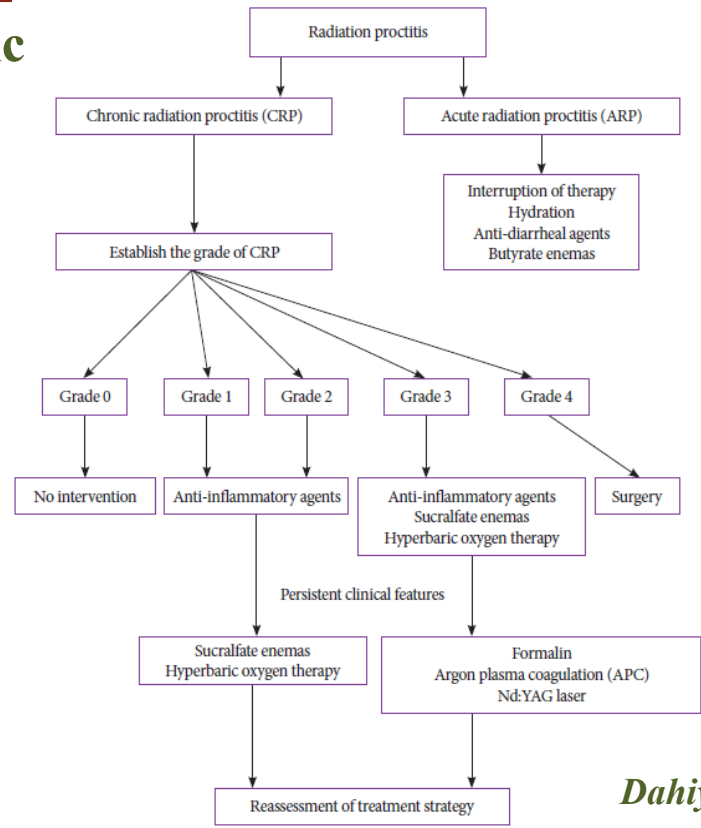 Radiation proctitis
Chronic radiation proctitis (CRP)
Acute radiation proctitis (ARP)
Interruption of therapy
Hydration
Anti-diarrheal agents
Butyrate enemas
Establish the grade of CRP
Grade 0
Grade 1
Grade 2
Grade 3
Grade 4
No intervention
Anti-inflammatory agents
Anti-inflammatory agents
Sucralfate enemas
Hyperbaric oxygen therapy
Surgery
Persistent clinical features
Sucralfate enemas
Hyperbaric oxygen therapy
Formalin
Argon plasma coagulation (APC)
Nd:YAG laser
Reassessment of treatment strategy